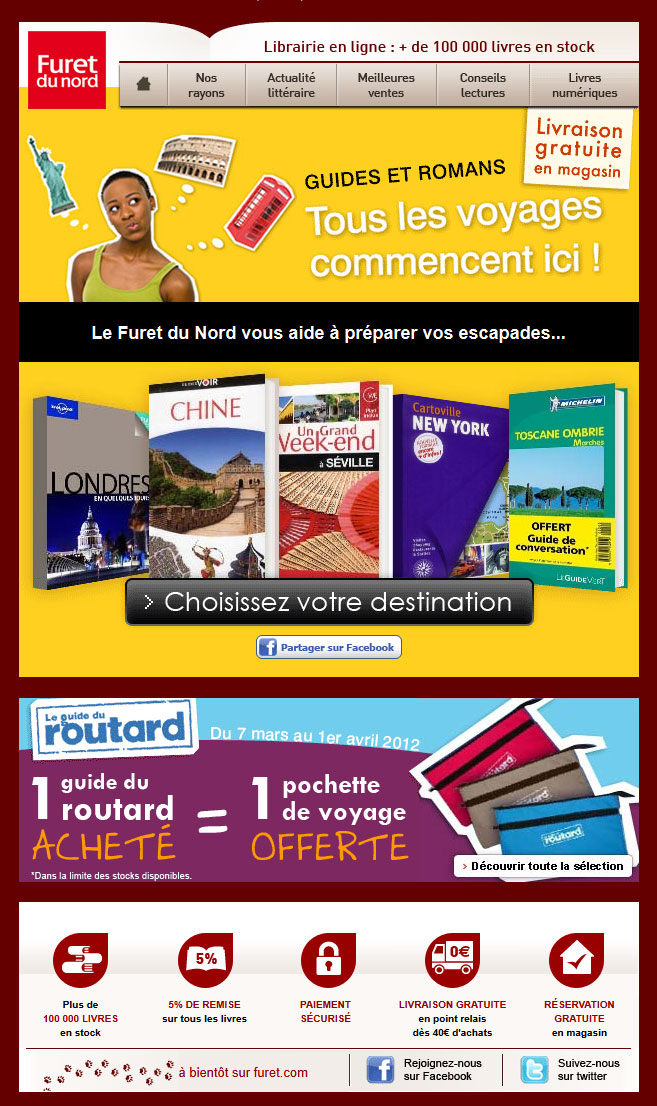 Furet
du nord
Librairie en ligne : + de 100 000 livres en stock
Nos
rayons
Actualité
littéraire
Meilleures
ventes
Conseils
lectures
Livres
numériques
Livraison
gratuite
en magasin
GUIDES ET ROMANS
Tous les voyages
commencent ici !
Le Furet du Nord vous aide à préparer vos escapades...
lonely planet
LONDRES
EN QUELQUES JOURS
VOIR
CHINE
Un Grand
Week-end
à SÉVILLE
Plan
inclus
Cartoville
NEW YORK
MICHELIN
TOSCANE OMBRIE
Marches
OFFERT
Guide de
conversation*
LE GUIDE VERT
> Choisissez votre destination
Partager sur Facebook
Le guide du
routard
Du 7 mars au 1er avril 2012
1 guide du
routard
ACHETÉ
=
1 pochette
de voyage
OFFERTE
routard
*Dans la limite des stocks disponibles.
> Découvrir toute la sélection
5%
0€
Plus de
100 000 LIVRES
en stock
5% DE REMISE
sur tous les livres
PAIEMENT
SÉCURISÉ
LIVRAISON GRATUITE
en point relais
dès 40€ d'achats
RÉSERVATION
GRATUITE
en magasin
à bientôt sur furet.com
Rejoignez-nous
sur Facebook
Suivez-nous
sur twitter